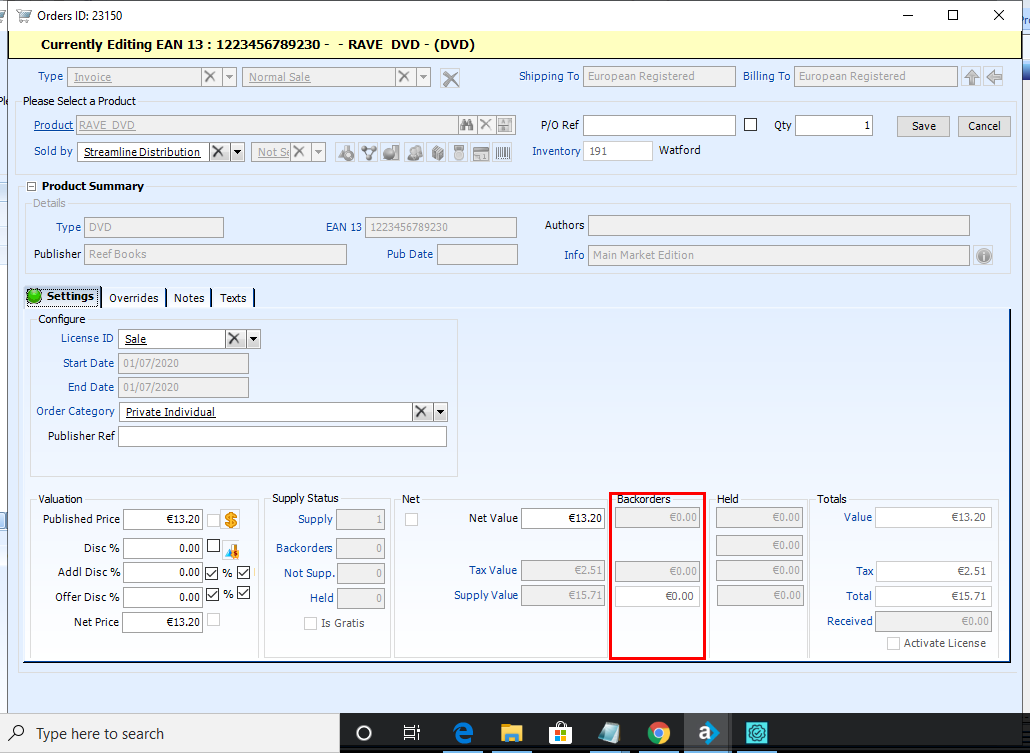 Orders ID: 23150
Currently Editing EAN 13 : 1223456789230 - - RAVE DVD - (DVD)
Type Invoice Normal Sale Shipping To European Registered Billing To European Registered
Please Select a Product
Product RAVE DVD P/O Ref Qty 1 Save Cancel
Sold by Streamline Distribution Not Se Inventory 191 Watford
Product Summary
Details
Type DVD EAN 13 1223456789230 Authors
Publisher Reef Books Pub Date Info Main Market Edition
Settings Overrides Notes Texts
Configure
License ID Sale
Start Date 01/07/2020
End Date 01/07/2020
Order Category Private Individual
Publisher Ref
Valuation Supply Status Net Backorders Held Totals
Published Price €13.20 Supply 1 Net Value €13.20 €0.00 €0.00 Value €13.20
Disc % 0.00 Backorders 0 €0.00
Addl Disc % 0.00 % Not Supp. 0 Tax Value €2.51 €0.00 €0.00 Tax €2.51
Offer Disc % 0.00 % Held 0 Supply Value €15.71 €0.00 €0.00 Total €15.71
Net Price €13.20 Is Gratis Received €0.00
Activate License
Type here to search